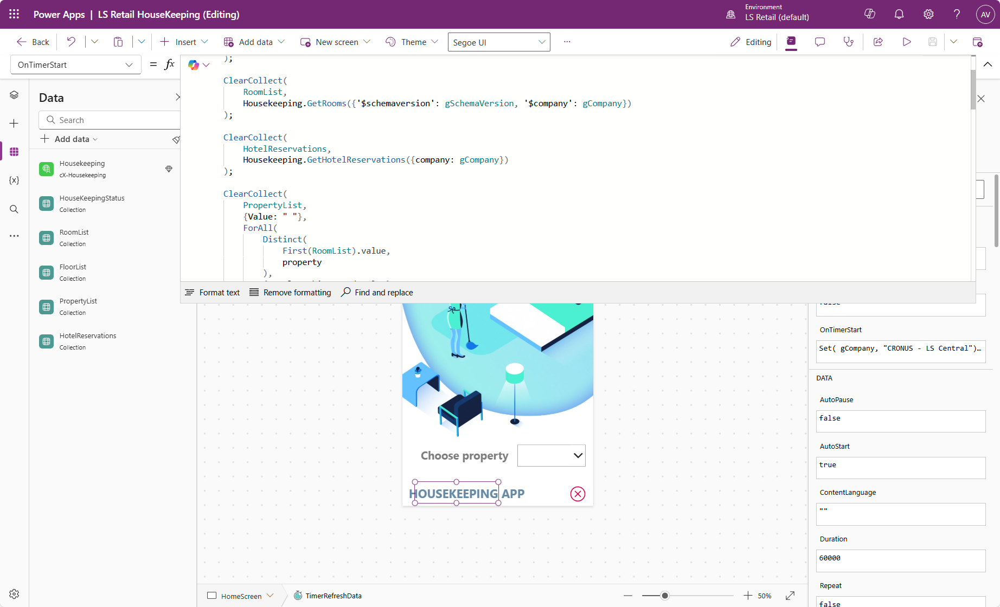 Power Apps | LS Retail HouseKeeping (Editing)
Environment
LS Retail (default)
AV
Back
Insert
Add data
New screen
Theme
Segoe UI
...
Editing
OnTimerStart
= fx
);
ClearCollect(
RoomList,
Housekeeping.GetRooms({'$schemaversion': gSchemaVersion, '$company': gCompany})
);
ClearCollect(
HotelReservations,
Housekeeping.GetHotelReservations({company: gCompany})
);
ClearCollect(
PropertyList,
{Value: " "},
ForAll(
Distinct(
First(RoomList).value,
property
),
Format text
Remove formatting
Find and replace
Data
Search
Add data
Housekeeping
cX-Housekeeping
HouseKeepingStatus
Collection
RoomList
Collection
FloorList
Collection
PropertyList
Collection
HotelReservations
Collection
Choose property
HOUSEKEEPING APP
OnTimerStart
Set( gCompany, "CRONUS - LS Central")…
DATA
AutoPause
false
AutoStart
true
ContentLanguage
""
Duration
60000
Repeat
false
HomeScreen
TimerRefreshData
50%